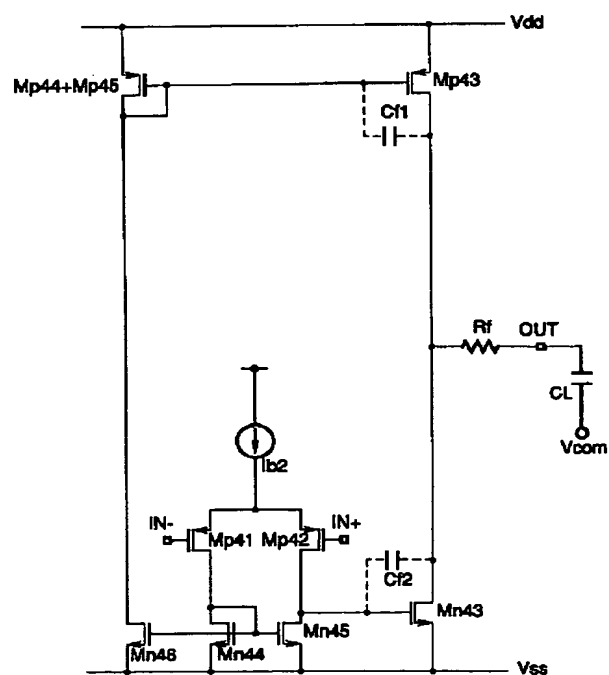 Vdd
Mp44+Mp45
Mp43
Cf1
Rf
OUT
CL
Vcom
Ib2
IN-
Mp41
Mp42
IN+
Cf2
Mn43
Mn46
Mn44
Mn45
Vss